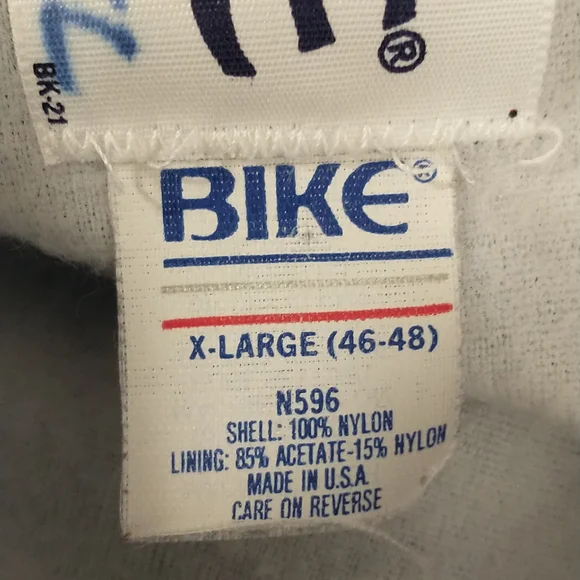 BK-21
®
BIKE®
X-LARGE (46-48)
N596
SHELL: 100% NYLON
LINING: 85% ACETATE-15% NYLON
MADE IN U.S.A.
CARE ON REVERSE